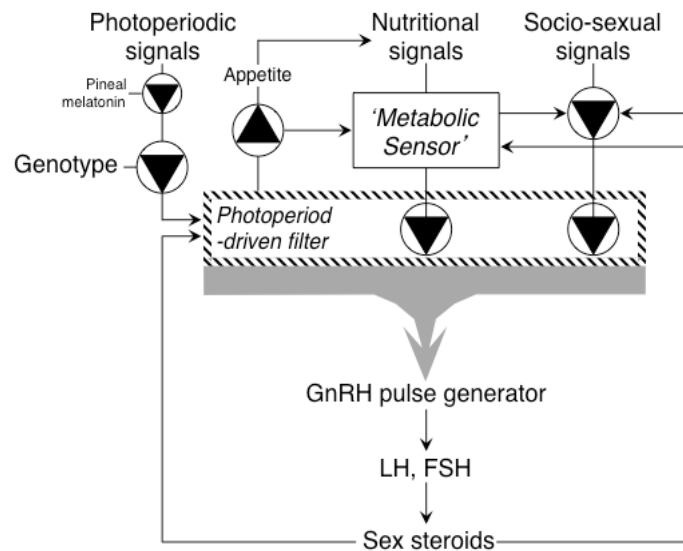 Photoperiodic
signals
Nutritional
signals
Socio-sexual
signals
Pineal
melatonin
Appetite
'Metabolic
Sensor'
Genotype
Photoperiod
-driven filter
GnRH pulse generator
LH, FSH
Sex steroids